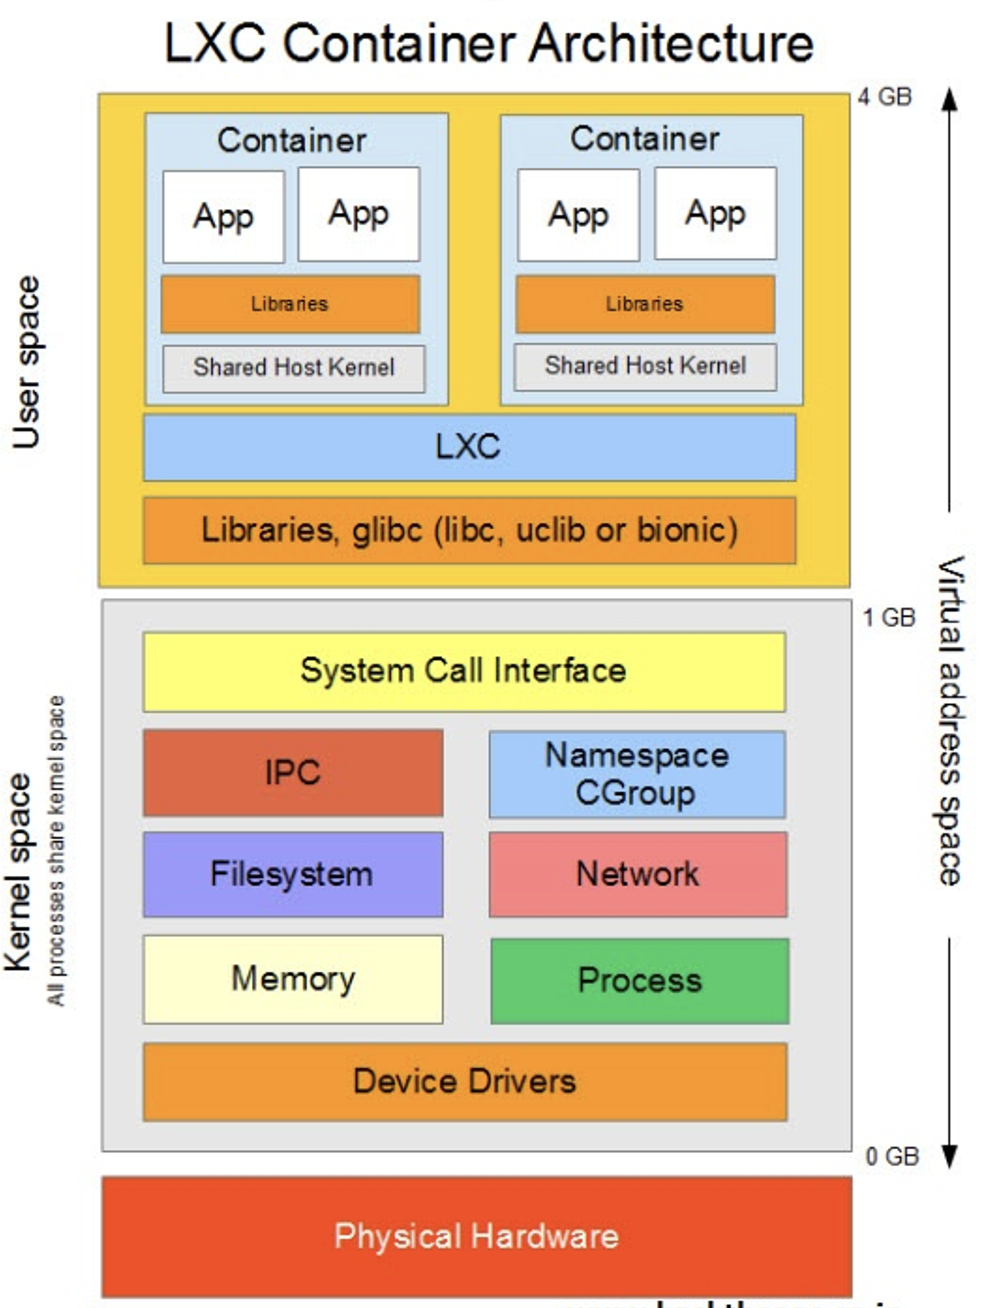 LXC Container Architecture
4 GB
Container
Container
App
App
App
App
Libraries
Libraries
Shared Host Kernel
Shared Host Kernel
User space
LXC
Libraries, glibc (libc, uclib or bionic)
1 GB
Virtual address space
System Call Interface
IPC
Namespace
CGroup
Kernel space
All processes share kernel space
Filesystem
Network
Memory
Process
Device Drivers
0 GB
Physical Hardware